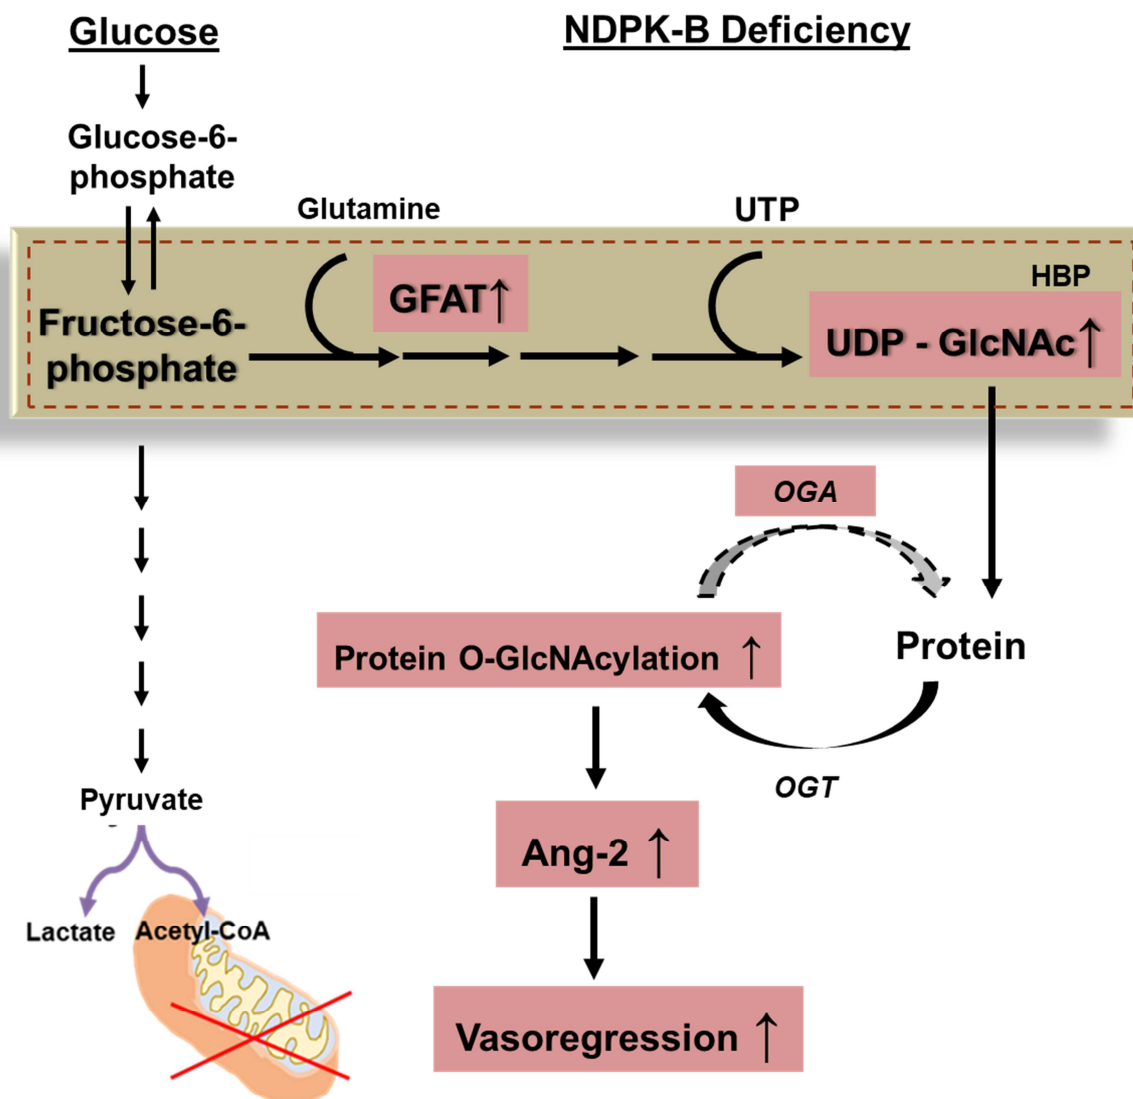 Glucose
NDPK-B Deficiency
Glucose-6-
phosphate
Glutamine
UTP
HBP
GFAT↑
Fructose-6-
phosphate
UDP - GlcNAc↑
OGA
Protein O-GlcNAcylation ↑
Protein
OGT
Pyruvate
Ang-2 ↑
Lactate
Acetyl-CoA
Vasoregression ↑